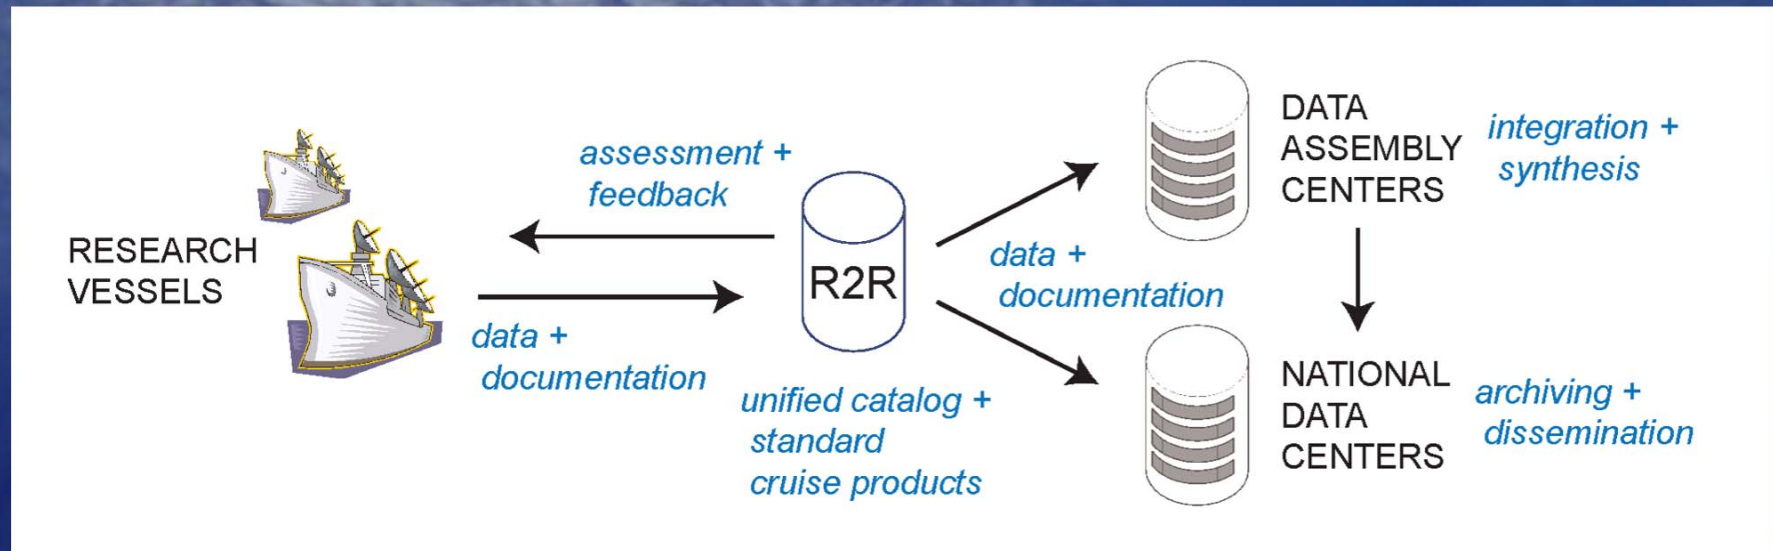 RESEARCH
VESSELS
assessment +
feedback
data +
documentation
R2R
unified catalog +
standard
cruise products
data +
documentation
DATA
ASSEMBLY
CENTERS
integration +
synthesis
NATIONAL
DATA
CENTERS
archiving +
dissemination